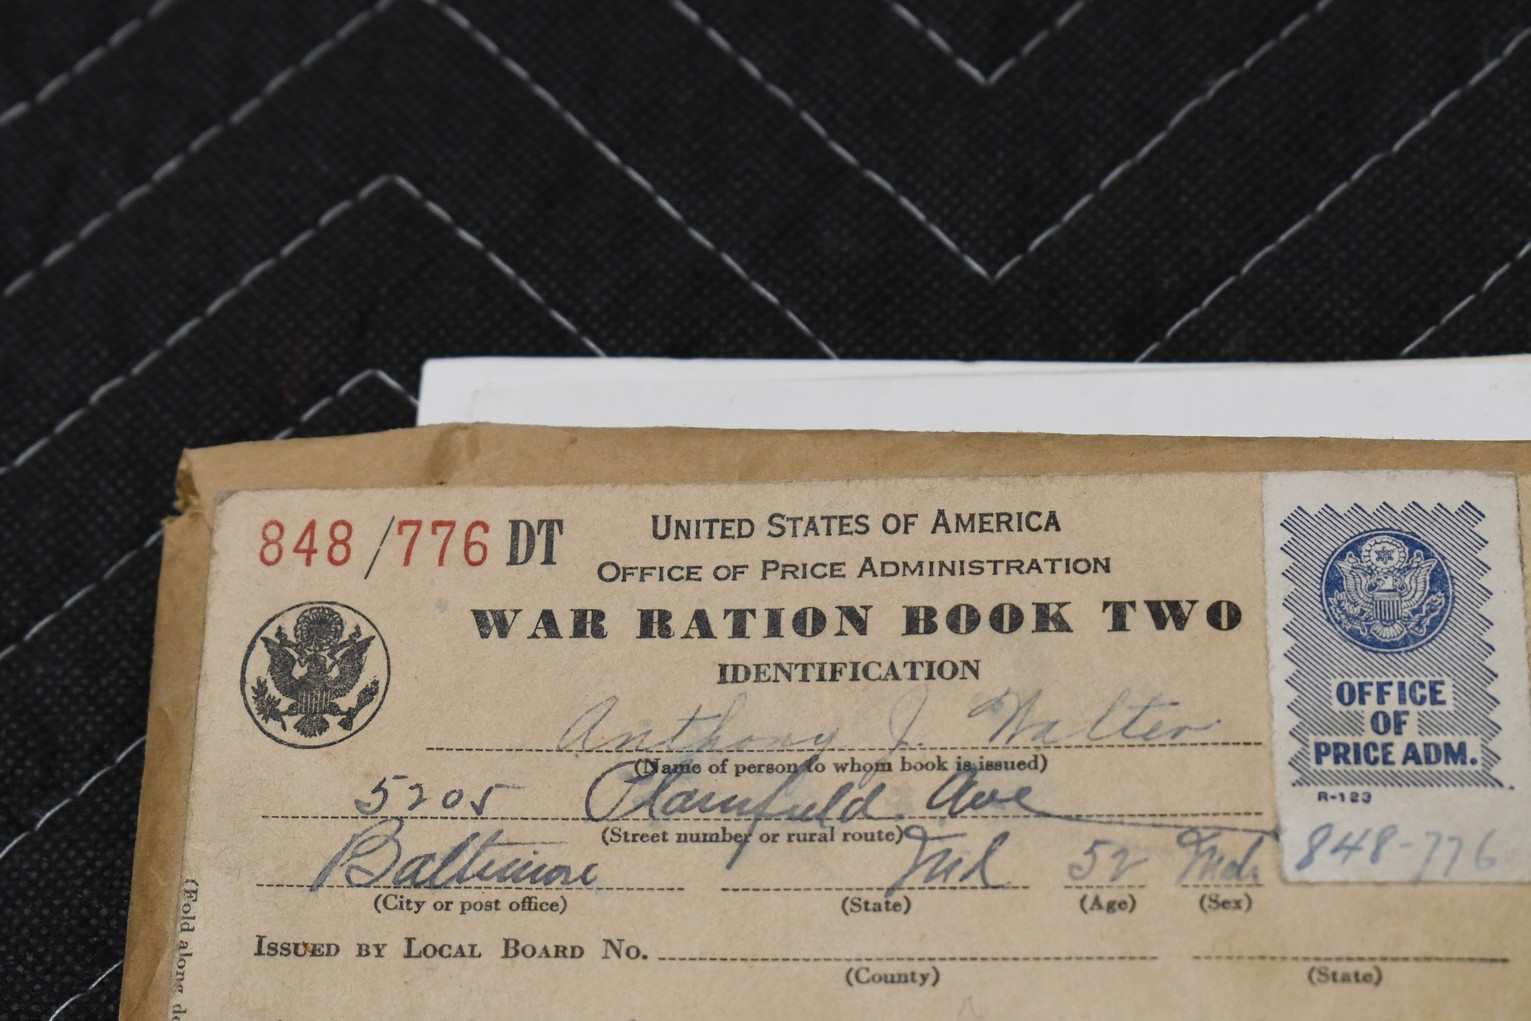 848/776 DT
UNITED STATES OF AMERICA
OFFICE OF PRICE ADMINISTRATION
WAR RATION BOOK TWO
IDENTIFICATION
Anthony J. Walter
(Name of person to whom book is issued)
5205 Plainfield Ave
(Street number or rural route)
Baltimore Md 52 Male
(City or post office) (State) (Age) (Sex)
ISSUED BY LOCAL BOARD No.
(County) (State)
(Fold along
OFFICE
OF
PRICE ADM.
R-123
848-776